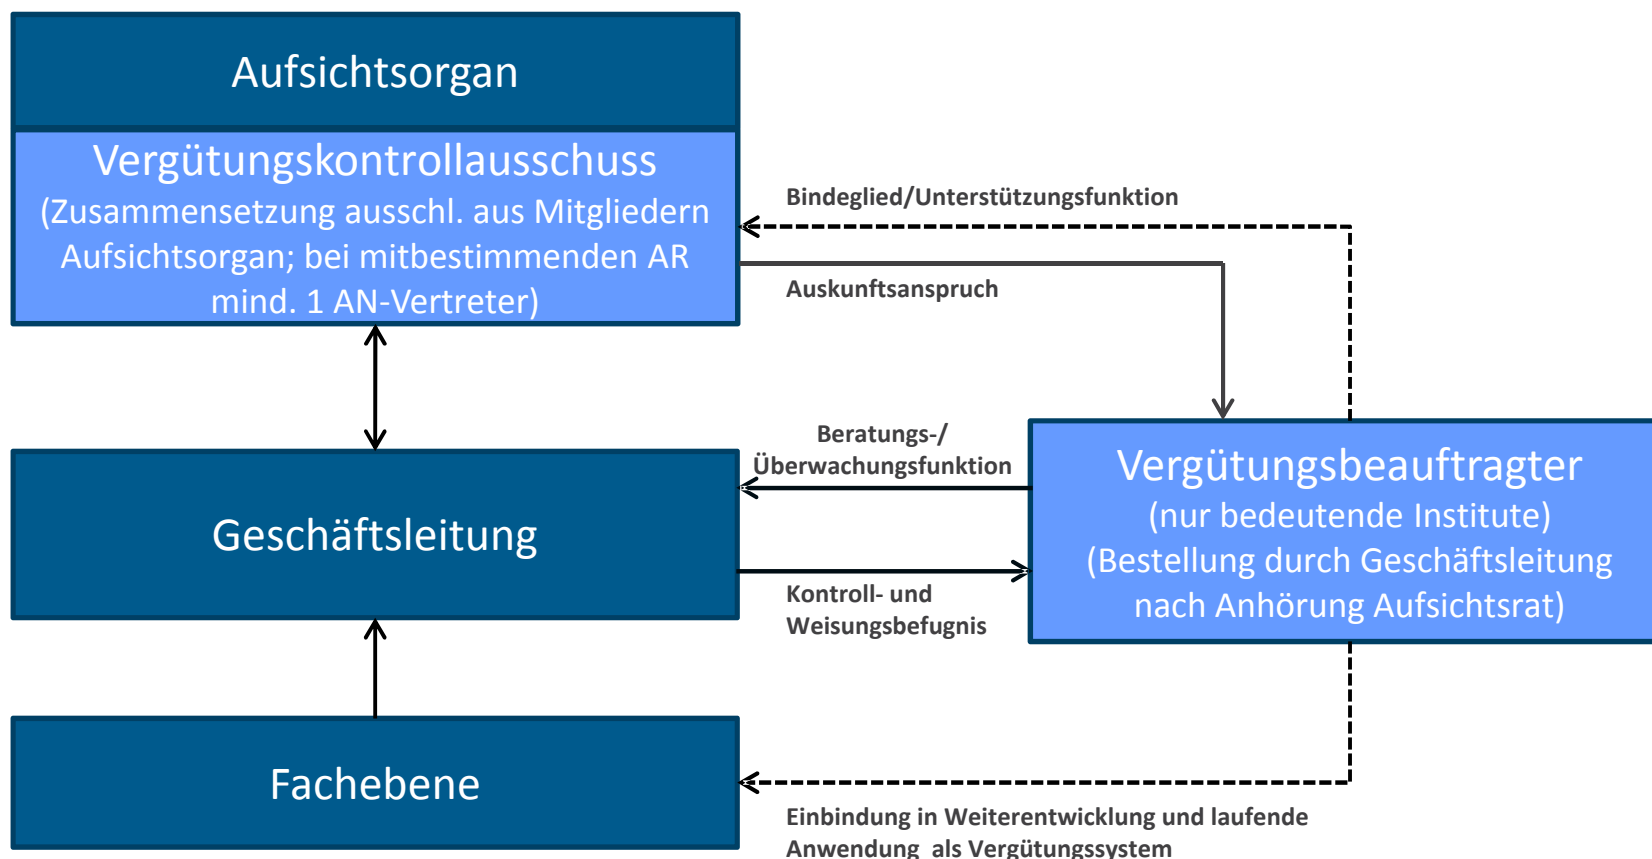 Aufsichtsorgan
Vergütungskontrollausschuss
(Zusammensetzung ausschl. aus Mitgliedern
Aufsichtsorgan; bei mitbestimmenden AR
mind. 1 AN-Vertreter)
Bindeglied/Unterstützungsfunktion
Auskunftsanspruch
Beratungs-/
Überwachungsfunktion
Geschäftsleitung
Kontroll- und
Weisungsbefugnis
Vergütungsbeauftragter
(nur bedeutende Institute)
(Bestellung durch Geschäftsleitung
nach Anhörung Aufsichtsrat)
Fachebene
Einbindung in Weiterentwicklung und laufende
Anwendung  als Vergütungssystem